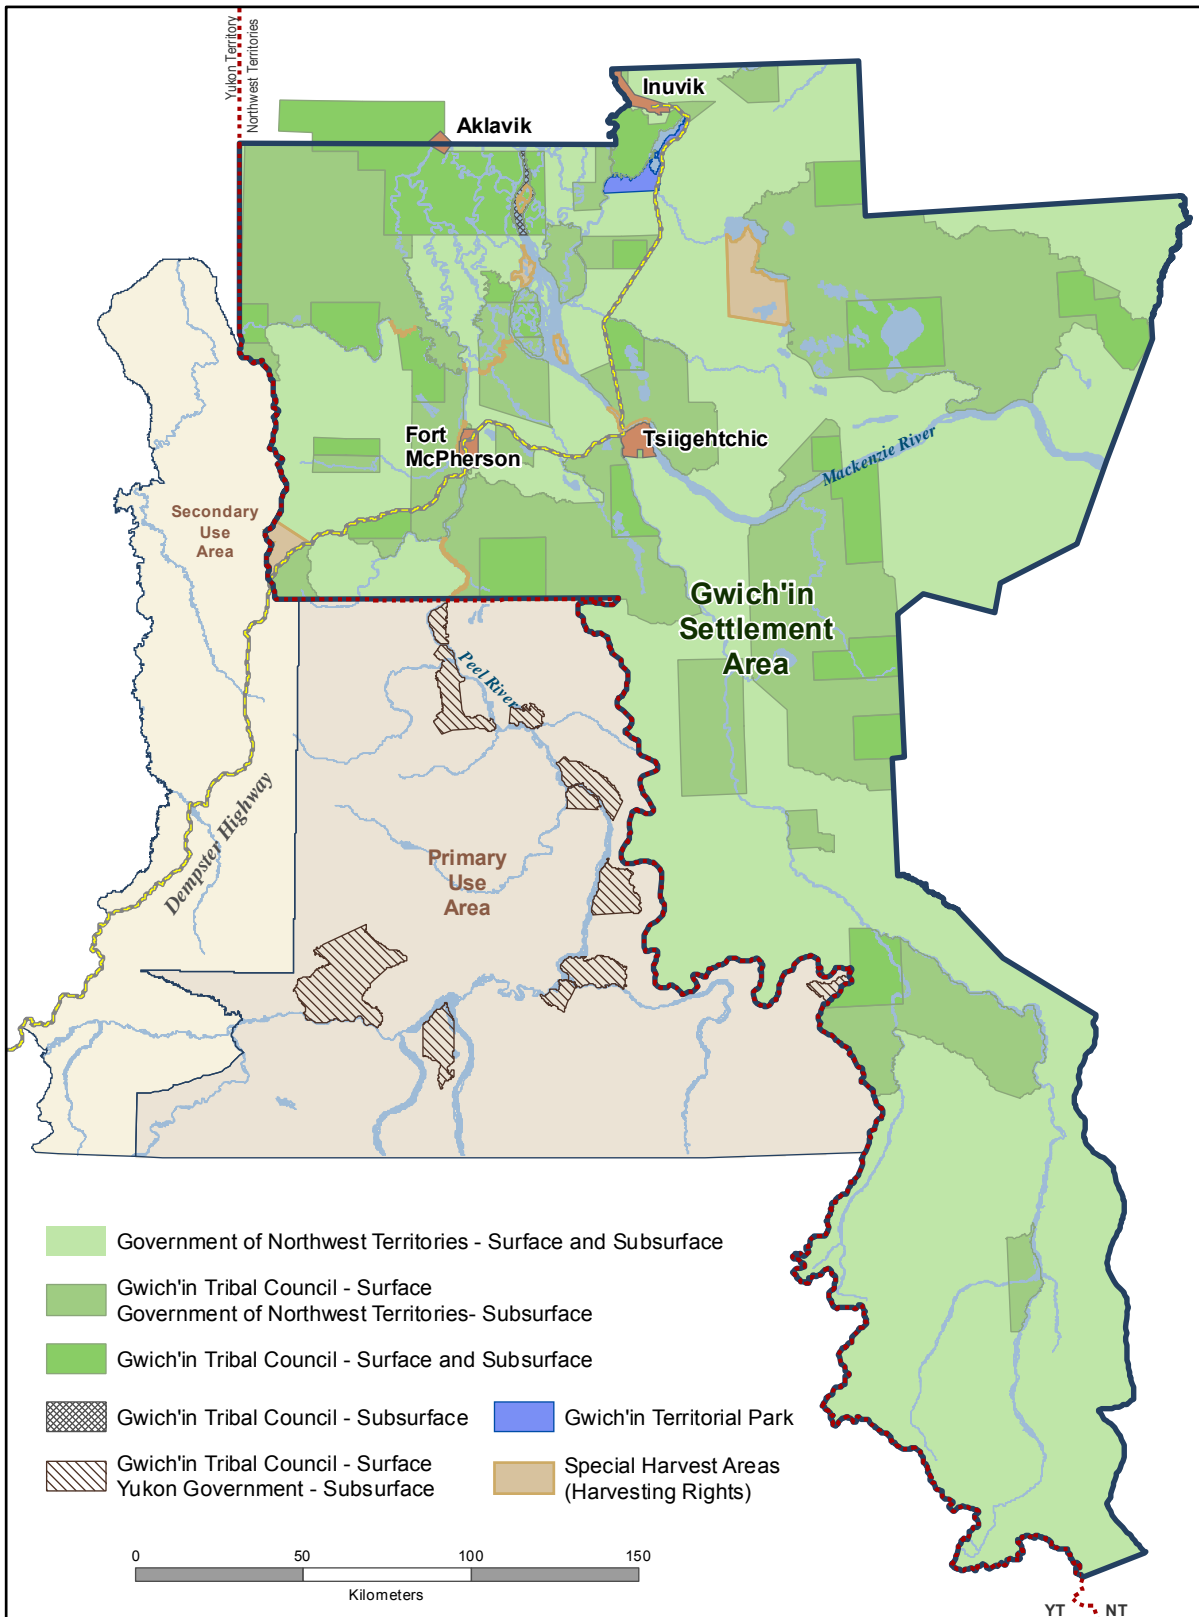 Yukon Territory
Northwest Territories
Inuvik
Aklavik
Fort
McPherson
Tsiigehtchic
Mackenzie River
Secondary
Use
Area
Gwich'in
Settlement
Area
Peel River
Dempster Highway
Primary
Use
Area
Government of Northwest Territories - Surface and Subsurface
Gwich'in Tribal Council - Surface
Government of Northwest Territories- Subsurface
Gwich'in Tribal Council - Surface and Subsurface
Gwich'in Tribal Council - Subsurface
Gwich'in Territorial Park
Gwich'in Tribal Council - Surface
Yukon Government - Subsurface
Special Harvest Areas
(Harvesting Rights)
0 50 100 150
Kilometers
YT NT